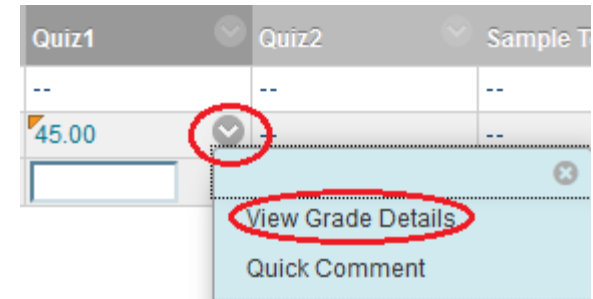 Quiz1 Quiz2 Sample T
-- -- --
45.00 -- --
View Grade Details
Quick Comment